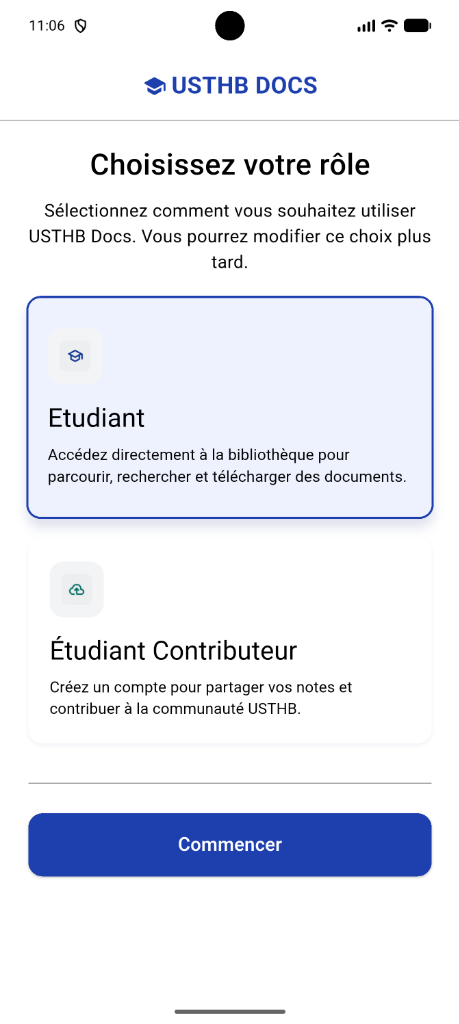 11:06
USTHB DOCS
Choisissez votre rôle
Sélectionnez comment vous souhaitez utiliser
USTHB Docs. Vous pourrez modifier ce choix plus
tard.
Etudiant
Accédez directement à la bibliothèque pour
parcourir, rechercher et télécharger des documents.
Étudiant Contributeur
Créez un compte pour partager vos notes et
contribuer à la communauté USTHB.
Commencer